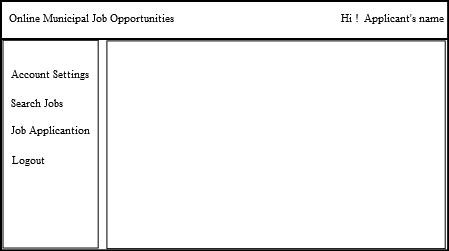 Online Municipal Job Opportunities
Hi ! Applicant's name
Account Settings
Search Jobs
Job Applicantion
Logout